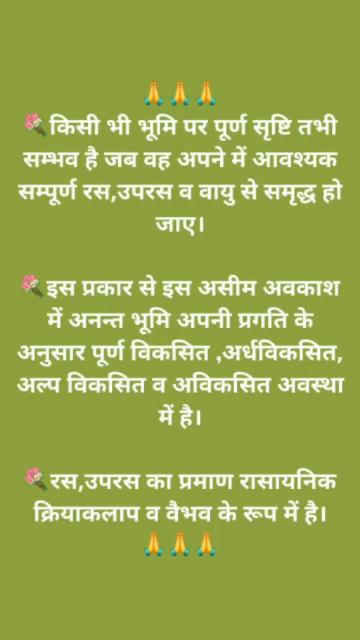 🙏🙏🙏
💐किसी भी भूमि पर पूर्ण सृष्टि तभी
सम्भव है जब वह अपने में आवश्यक
सम्पूर्ण रस,उपरस व वायु से समृद्ध हो
जाए।
💐इस प्रकार से इस असीम अवकाश
में अनन्त भूमि अपनी प्रगति के
अनुसार पूर्ण विकसित ,अर्धविकसित,
अल्प विकसित व अविकसित अवस्था
में है।
💐रस,उपरस का प्रमाण रासायनिक
क्रियाकलाप व वैभव के रूप में है।
🙏🙏🙏